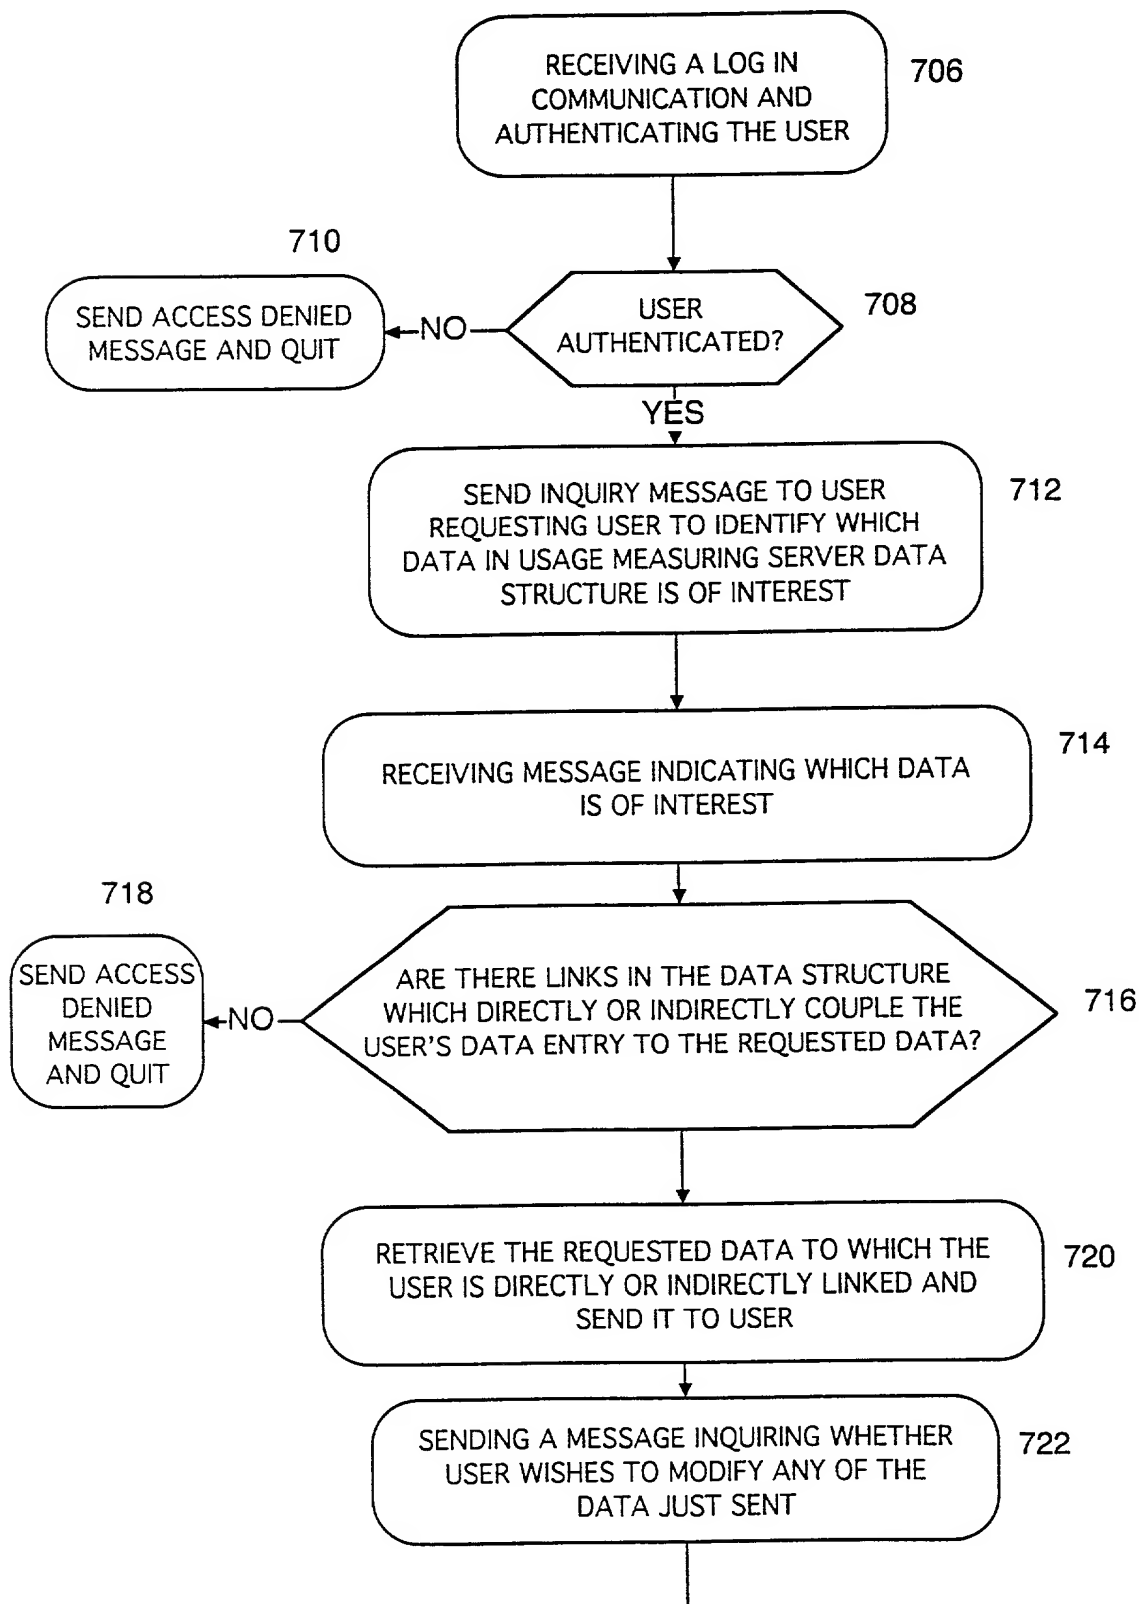 RECEIVING A LOG IN
COMMUNICATION AND
AUTHENTICATING THE USER
706
710
SEND ACCESS DENIED
MESSAGE AND QUIT
NO
USER
AUTHENTICATED?
708
YES
SEND INQUIRY MESSAGE TO USER
REQUESTING USER TO IDENTIFY WHICH
DATA IN USAGE MEASURING SERVER DATA
STRUCTURE IS OF INTEREST
712
RECEIVING MESSAGE INDICATING WHICH DATA
IS OF INTEREST
714
718
SEND ACCESS
DENIED
MESSAGE
AND QUIT
NO
ARE THERE LINKS IN THE DATA STRUCTURE
WHICH DIRECTLY OR INDIRECTLY COUPLE THE
USER'S DATA ENTRY TO THE REQUESTED DATA?
716
RETRIEVE THE REQUESTED DATA TO WHICH THE
USER IS DIRECTLY OR INDIRECTLY LINKED AND
SEND IT TO USER
720
SENDING A MESSAGE INQUIRING WHETHER
USER WISHES TO MODIFY ANY OF THE
DATA JUST SENT
722